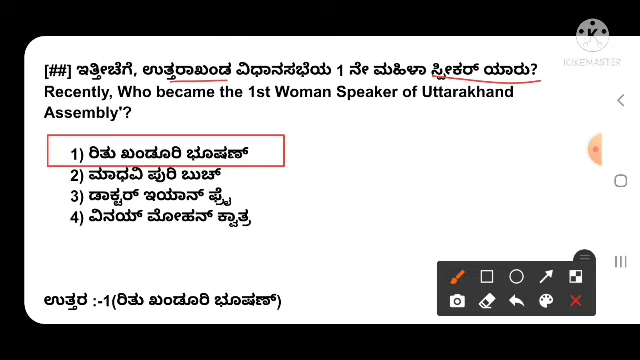 [##] ಇತ್ತೀಚೆಗೆ, ಉತ್ತರಾಖಂಡ ವಿಧಾನಸಭೆಯ 1 ನೇ ಮಹಿಳಾ ಸ್ಪೀಕರ್ ಯಾರು?
Recently, Who became the 1st Woman Speaker of Uttarakhand
Assembly'?
1) ರಿತು ಖಂಡೂರಿ ಭೂಷಣ್
2) ಮಾಧವಿ ಪುರಿ ಬುಚ್
3) ಡಾಕ್ಟರ್ ಇಯಾನ್ ಫ್ರೈ
4) ವಿನಯ್ ಮೋಹನ್ ಕ್ವಾತ್ರ
ಉತ್ತರ :-1(ರಿತು ಖಂಡೂರಿ ಭೂಷಣ್)
K
KINEMASTER